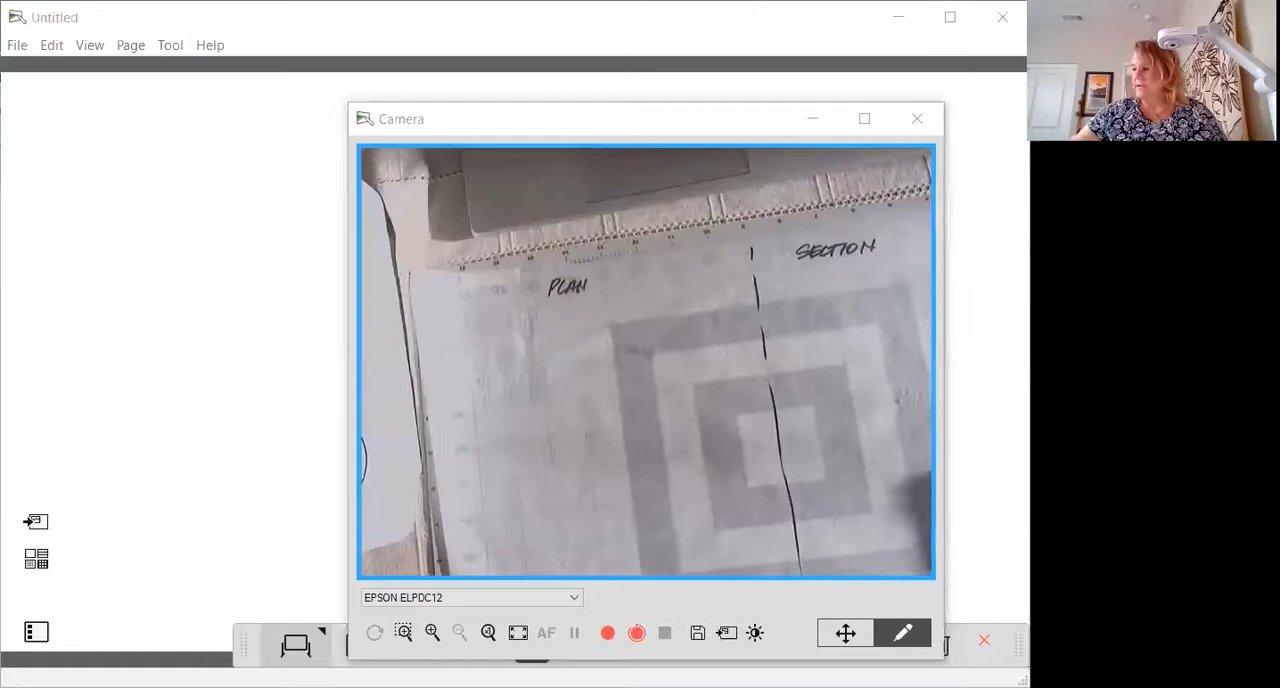 Untitled
File Edit View Page Tool Help
Camera
PLAN
SECTION
EPSON ELPDC12
AF